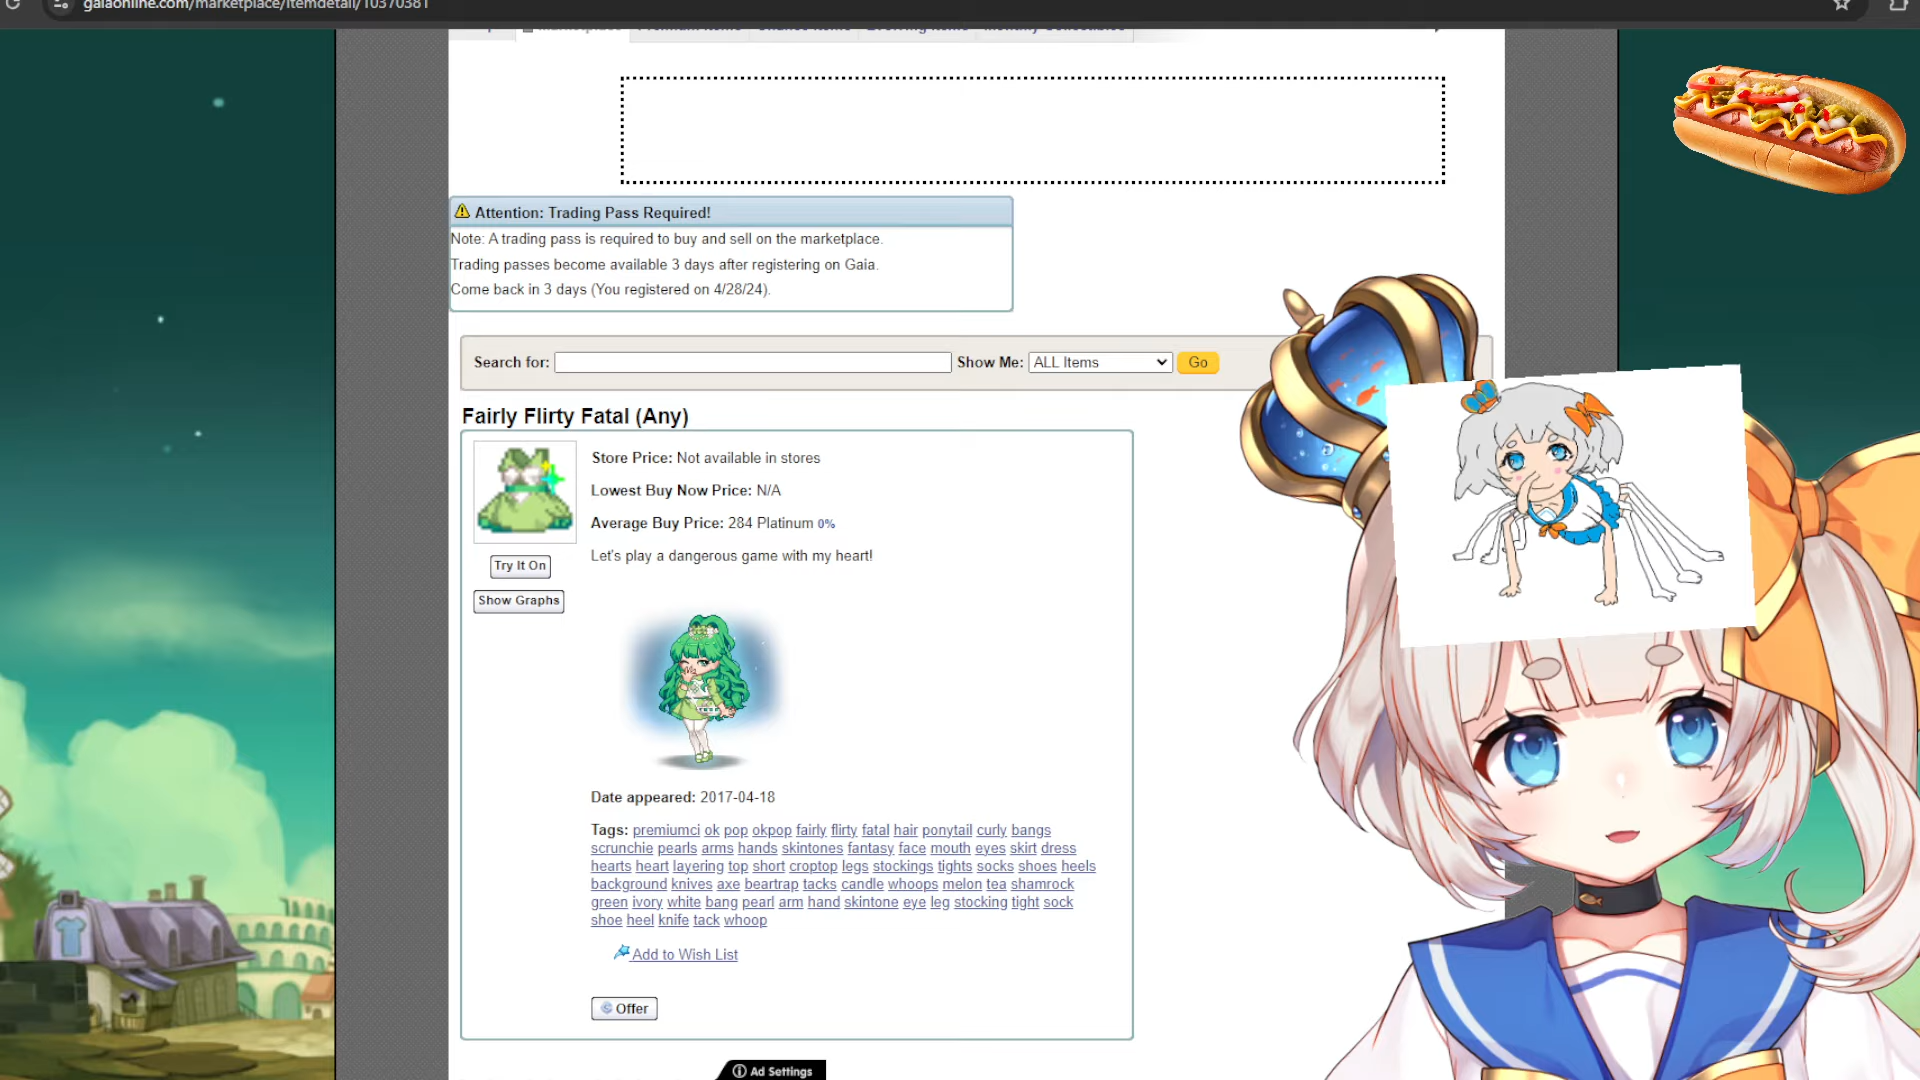 gaiaonline.com/marketplace/itemdetail/10370381
Attention: Trading Pass Required!
Note: A trading pass is required to buy and sell on the marketplace.
Trading passes become available 3 days after registering on Gaia.
Come back in 3 days (You registered on 4/28/24).
Search for: Show Me: ALL Items Go
Fairly Flirty Fatal (Any)
Store Price: Not available in stores
Lowest Buy Now Price: N/A
Average Buy Price: 284 Platinum 0%
Let's play a dangerous game with my heart!
Try It On
Show Graphs
Date appeared: 2017-04-18
Tags: premiumci ok pop okpop fairly flirty fatal hair ponytail curly bangs
scrunchie pearls arms hands skintones fantasy face mouth eyes skirt dress
hearts heart layering top short croptop legs stockings tights socks shoes heels
background knives axe beartrap tacks candle whoops melon tea shamrock
green ivory white bang pearl arm hand skintone eye leg stocking tight sock
shoe heel knife tack whoop
Add to Wish List
Offer
Ad Settings